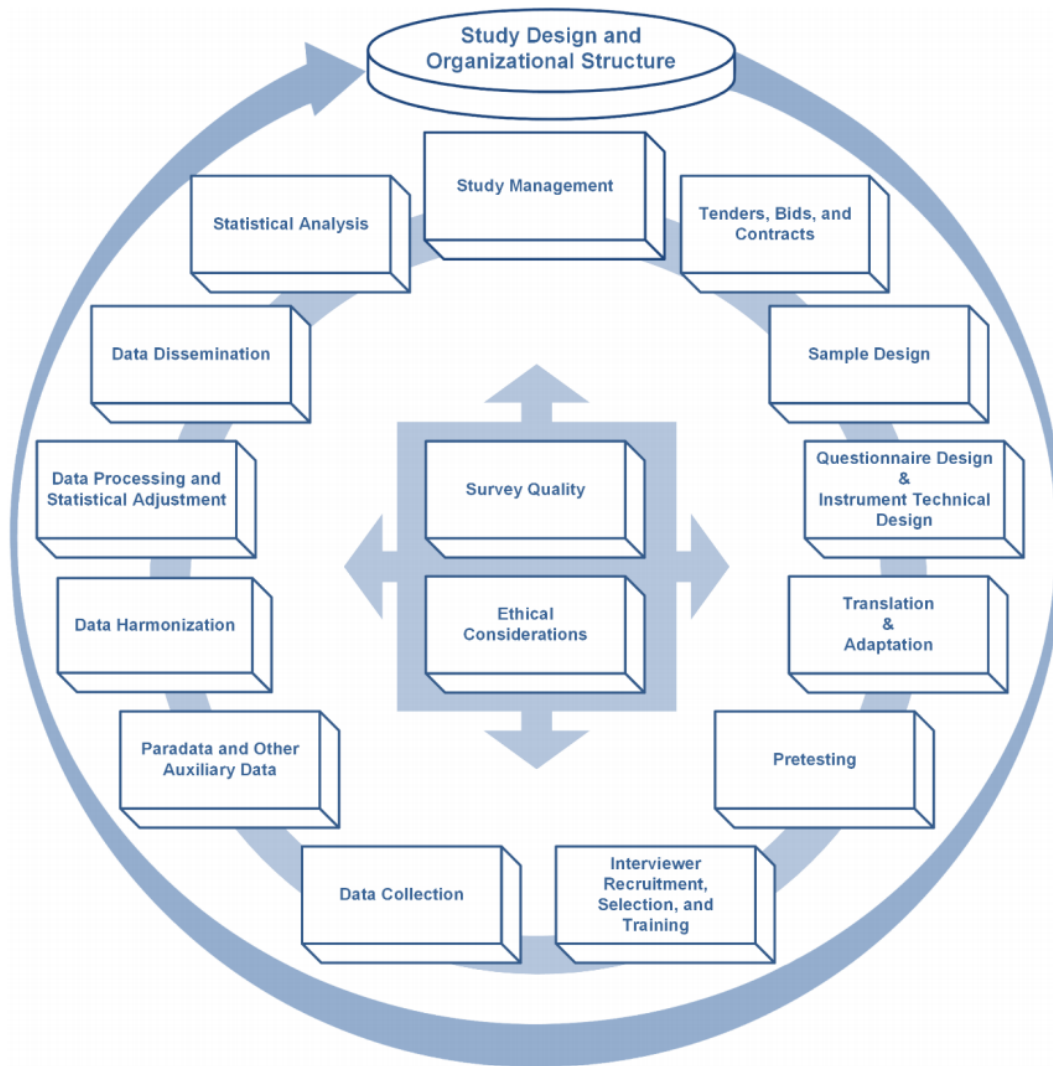 Study Design and
Organizational Structure
Study Management
Tenders, Bids, and
Contracts
Sample Design
Questionnaire Design
&
Instrument Technical
Design
Translation
&
Adaptation
Pretesting
Interviewer
Recruitment,
Selection, and
Training
Data Collection
Paradata and Other
Auxiliary Data
Data Harmonization
Data Processing and
Statistical Adjustment
Data Dissemination
Statistical Analysis
Survey Quality
Ethical
Considerations